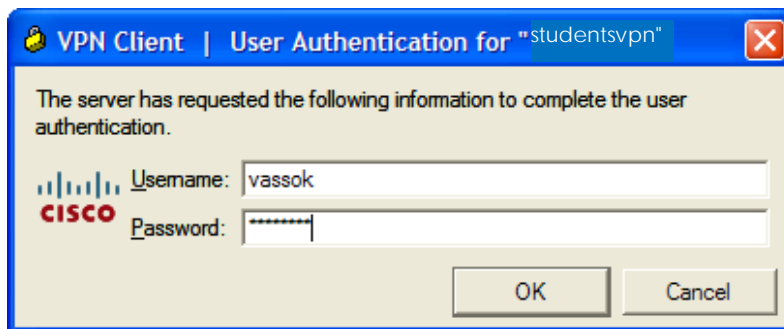 VPN Client | User Authentication for "studentsvpn"
The server has requested the following information to complete the user
authentication.
Username: vassok
CISCO
Password: ********
OK Cancel